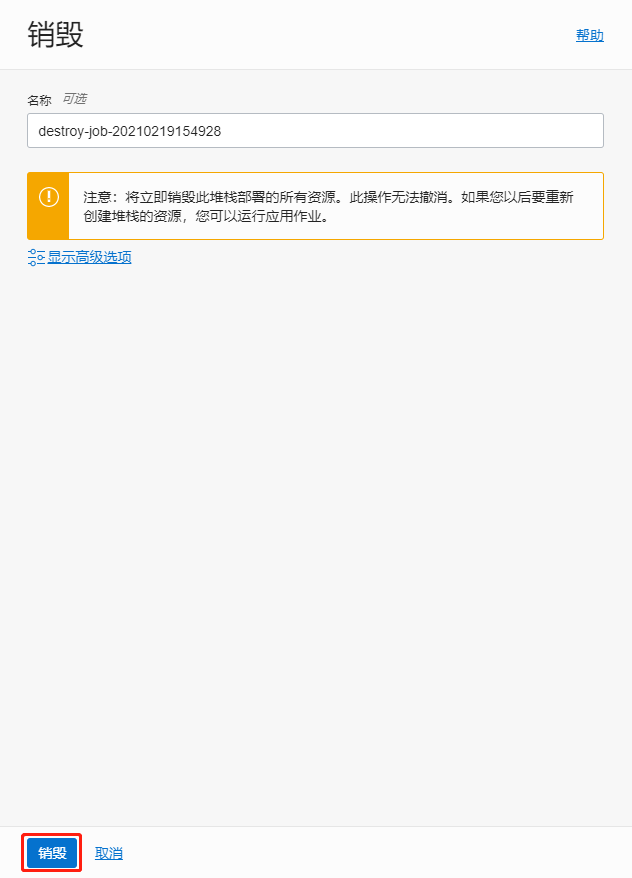 销毁
帮助
名称 可选
destroy-job-20210219154928
注意：将立即销毁此堆栈部署的所有资源。此操作无法撤消。如果您以后要重新
创建堆栈的资源，您可以运行应用作业。
显示高级选项
销毁 取消